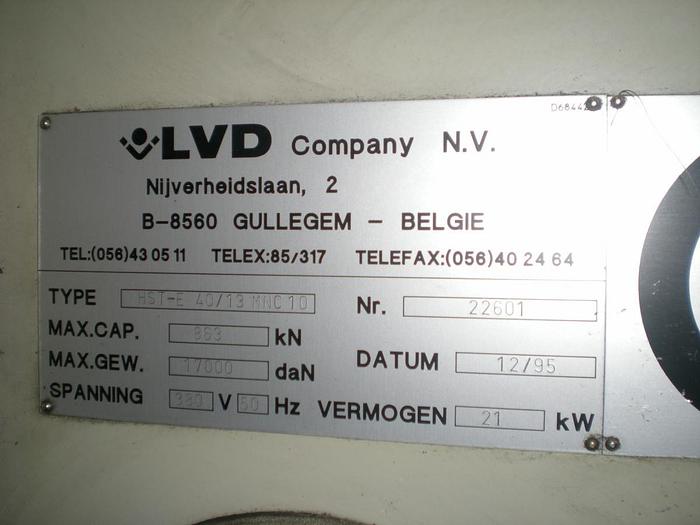 D6844
LVD Company N.V.
Nijverheidslaan, 2
B-8560 GULLEGEM - BELGIE
TEL:(056)43 05 11 TELEX:85/317 TELEFAX:(056)40 24 64
TYPE HST-E 40/13 MNC 10 Nr. 22601
MAX.CAP. 863 kN
MAX.GEW. 17000 daN DATUM 12/95
SPANNING 380 V 50 Hz VERMOGEN 21 kW